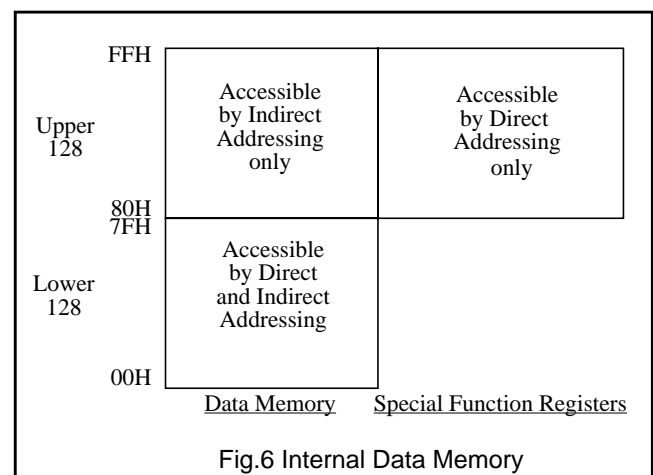 FFH
Upper
128
80H
7FH
Lower
128
00H
Accessible
by Indirect
Addressing
only
Accessible
by Direct
Addressing
only
Accessible
by Direct
and Indirect
Addressing
Data Memory
Special Function Registers
Fig.6 Internal Data Memory